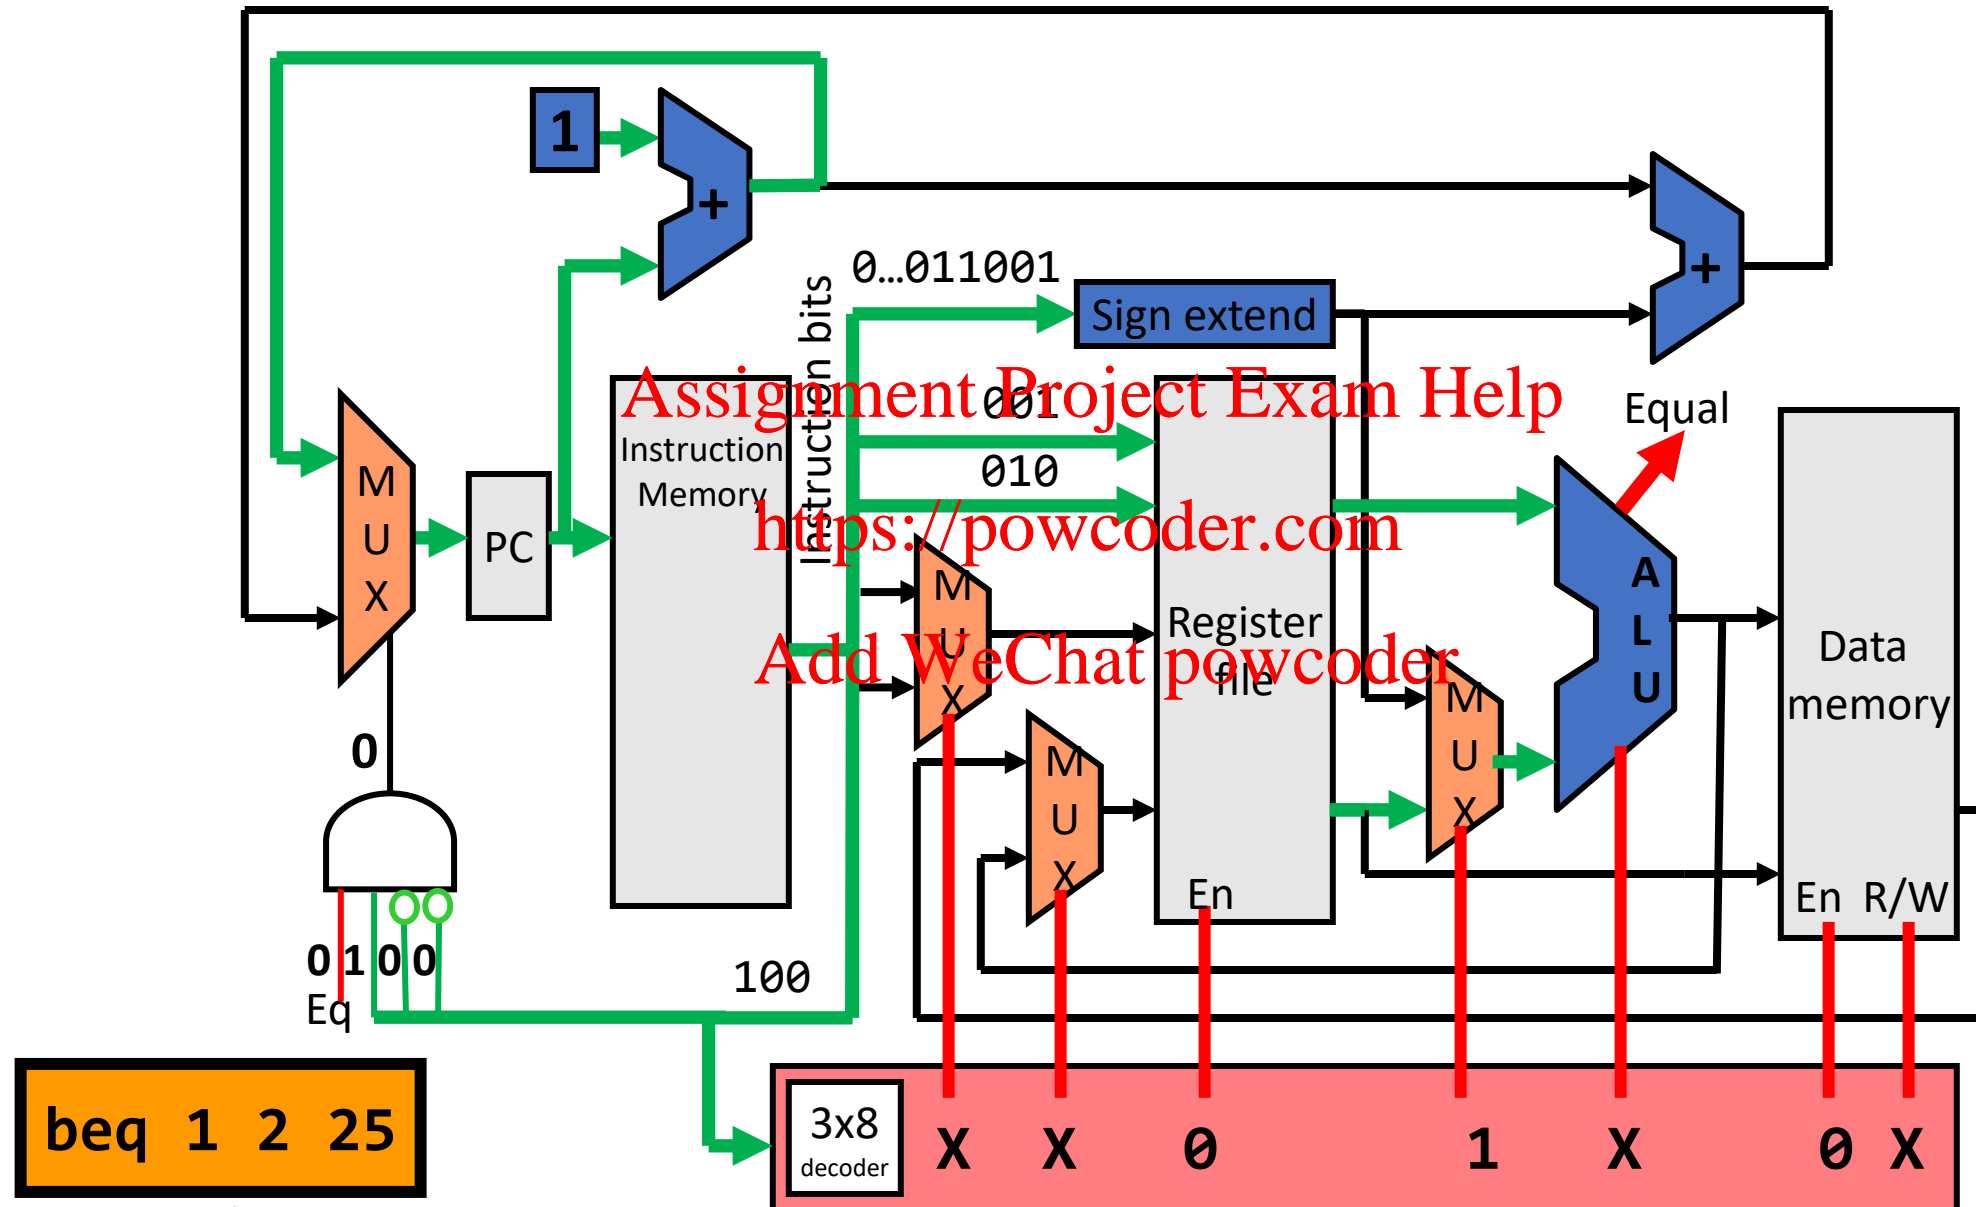 1
+
+
0…011001
Sign extend
Instruction bits
Assignment Project Exam Help
001
Equal
Instruction
Memory
010
M
U
X
PC
https://powcoder.com
M
U
X
A
L
U
Register
file
Add WeChat powcoder
Data
memory
M
U
X
M
U
X
0
En
En R/W
0 1 0 0
Eq
100
beq 1 2 25
3x8
decoder
X X 0 1 X 0 X